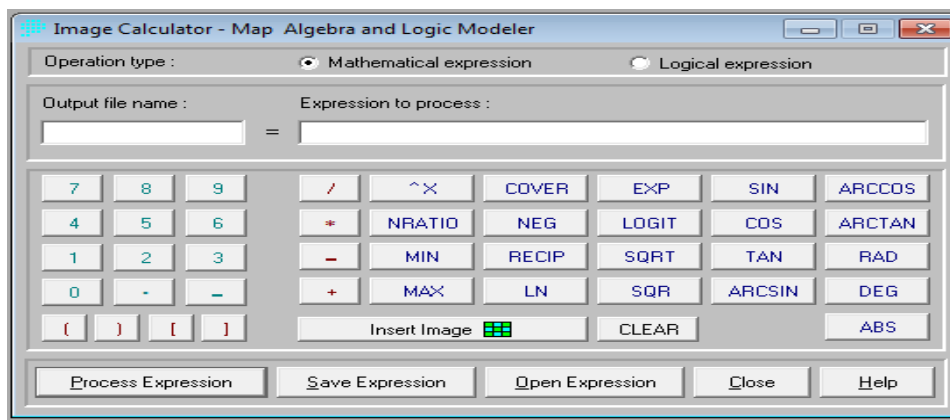 Image Calculator - Map Algebra and Logic Modeler
Operation type : Mathematical expression Logical expression
Output file name : Expression to process :
=
7 8 9 / ^X COVER EXP SIN ARCCOS
4 5 6 * NRATIO NEG LOGIT COS ARCTAN
1 2 3 - MIN RECIP SQRT TAN RAD
0 . - + MAX LN SQR ARCSIN DEG
( ) [ ] Insert Image CLEAR ABS
Process Expression Save Expression Open Expression Close Help